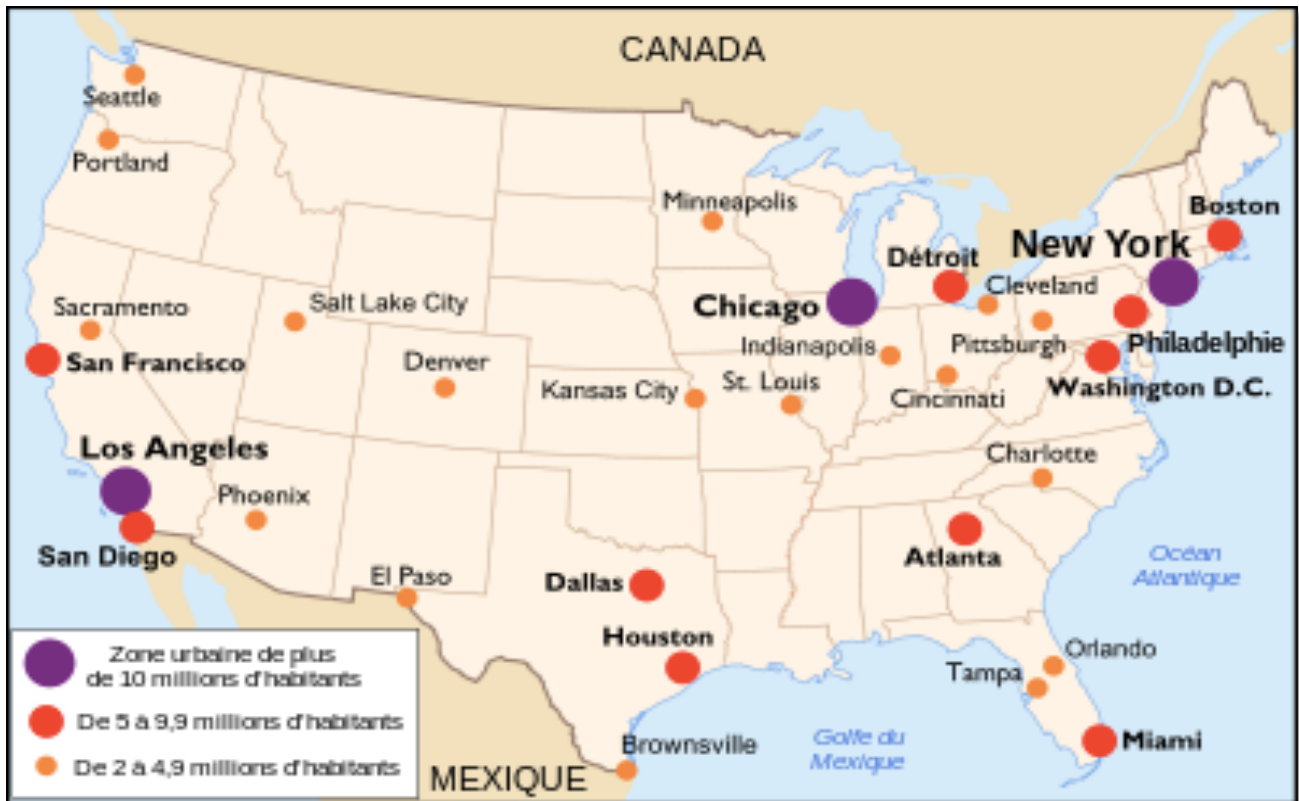 CANADA
Seattle
Portland
Minneapolis
Boston
New York
Détroit
Cleveland
Chicago
Sacramento
Salt Lake City
San Francisco
Denver
Indianapolis
Pittsburgh
Philadelphie
Kansas City
St. Louis
Cincinnati
Washington D.C.
Los Angeles
Phoenix
Charlotte
San Diego
Atlanta
Océan
Atlantique
El Paso
Dallas
Houston
Orlando
Tampa
Miami
Brownsville
Golfe du
Mexique
MEXIQUE
Zone urbaine de plus
de 10 millions d'habitants
De 5 à 9,9 millions d'habitants
De 2 à 4,9 millions d'habitants